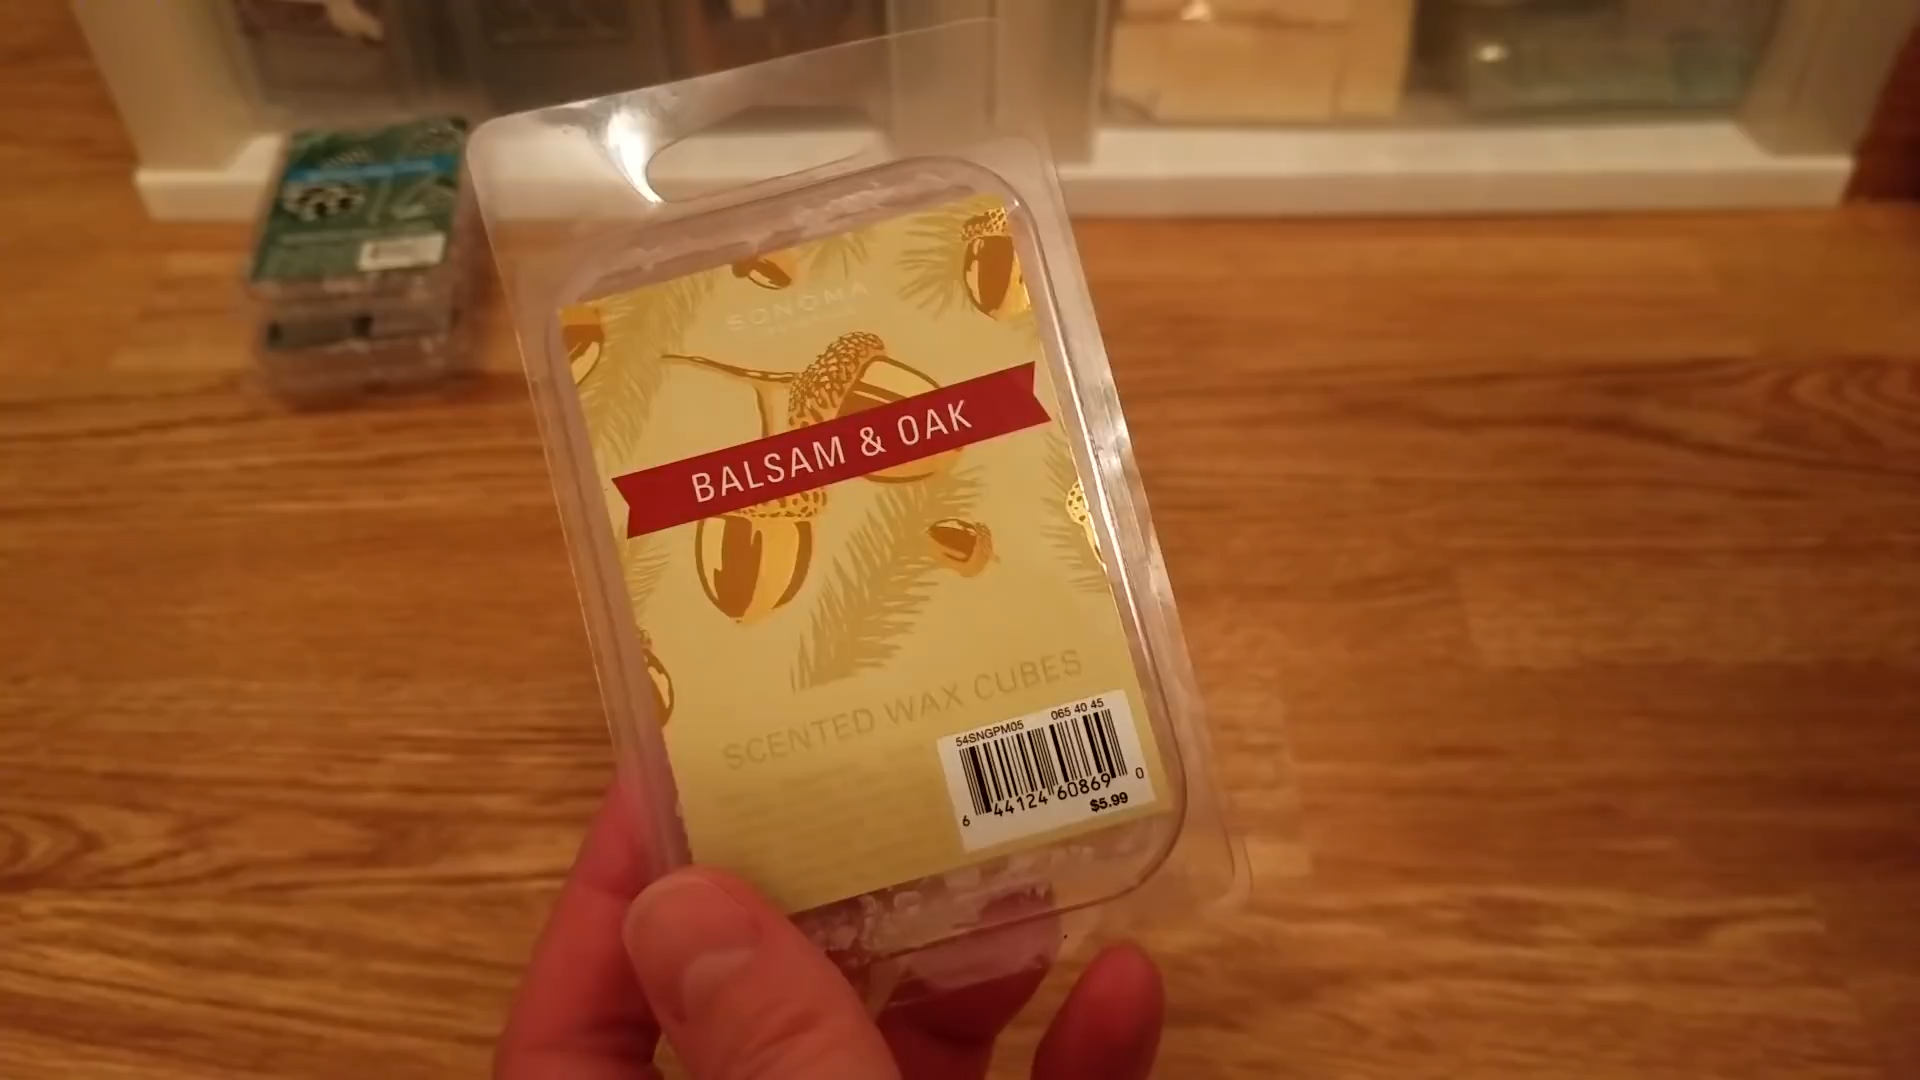 SONOMA
BALSAM & OAK
SCENTED WAX CUBES
54SNGPM05 065 40 45
6 44124 60869 0
$5.99